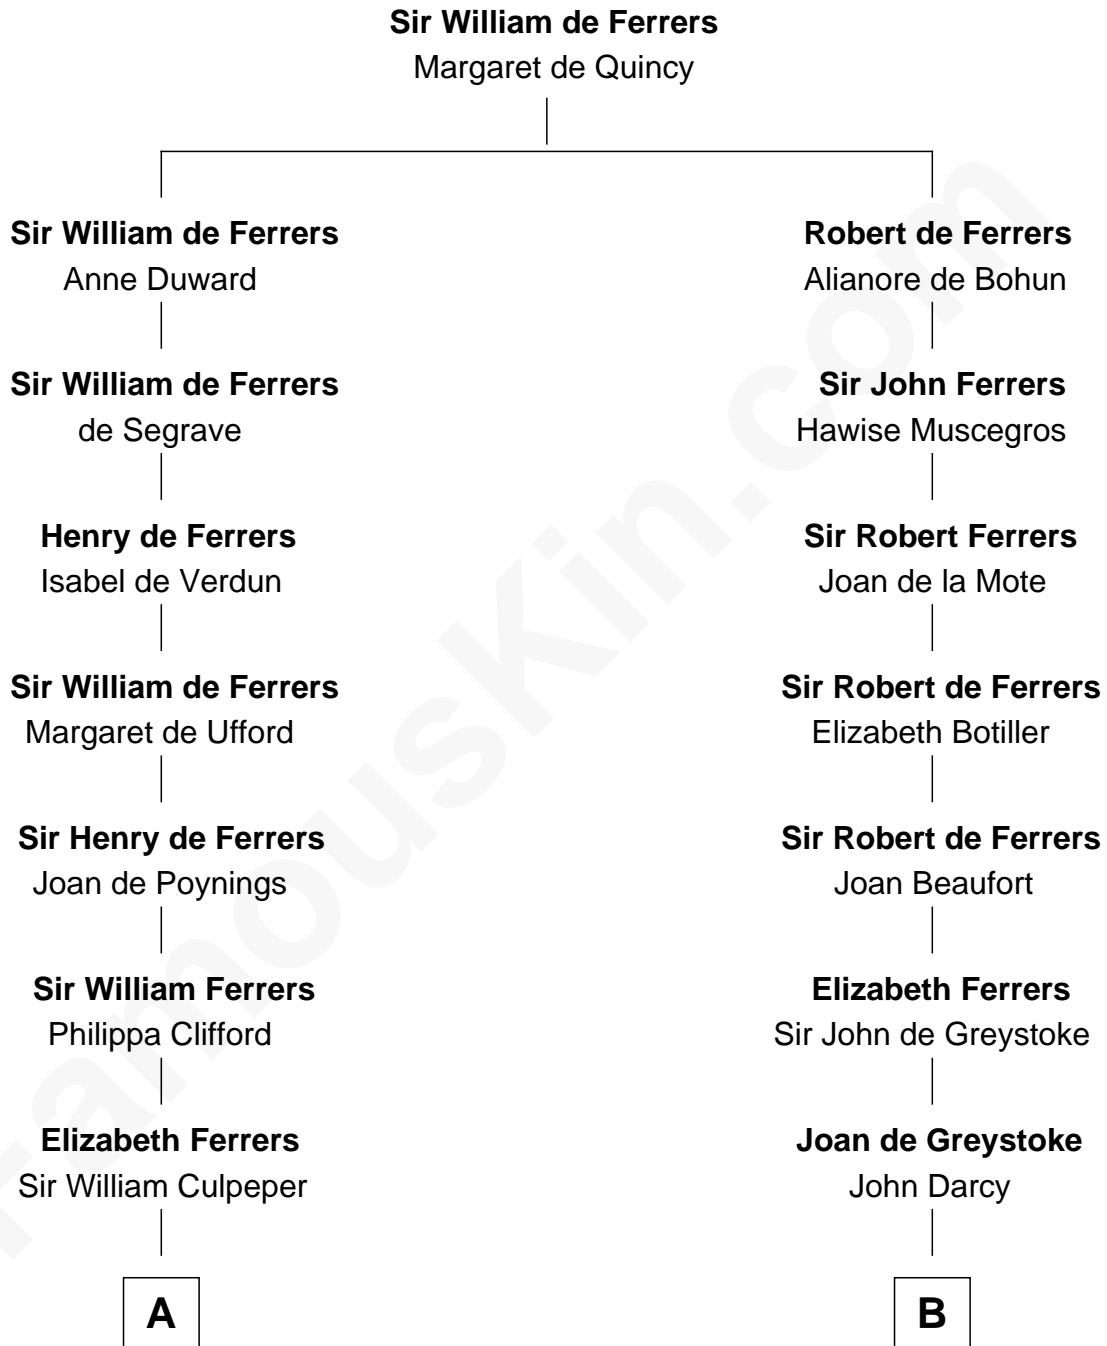 Sir William de Ferrers
Margaret de Quincy
Sir William de Ferrers
Anne Duward
Sir William de Ferrers
de Segrave
Henry de Ferrers
Isabel de Verdun
Sir William de Ferrers
Margaret de Ufford
Sir Henry de Ferrers
Joan de Poynings
Sir William Ferrers
Philippa Clifford
Elizabeth Ferrers
Sir William Culpeper
A
Robert de Ferrers
Alianore de Bohun
Sir John Ferrers
Hawise Muscegros
Sir Robert Ferrers
Joan de la Mote
Sir Robert de Ferrers
Elizabeth Botiller
Sir Robert de Ferrers
Joan Beaufort
Elizabeth Ferrers
Sir John de Greystoke
Joan de Greystoke
John Darcy
B
FamousKin.com